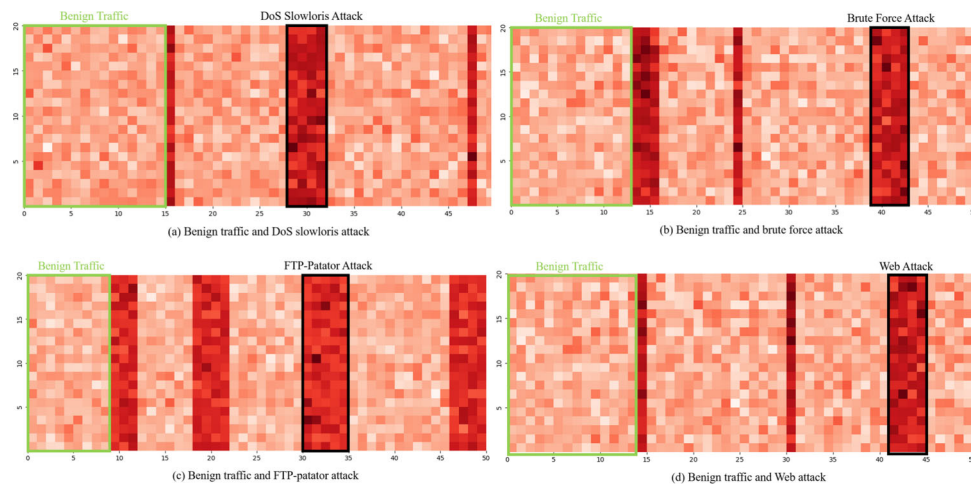 Benign Traffic DoS Slowloris Attack
20
15
10
5
0 5 10 15 20 25 30 35 40 45
(a) Benign traffic and DoS slowloris attack
Benign Traffic Brute Force Attack
20
15
10
5
0 5 10 15 20 25 30 35 40 45 50
(b) Benign traffic and brute force attack
Benign Traffic FTP-Patator Attack
20
15
10
5
0 5 10 15 20 25 30 35 40 45 50
(c) Benign traffic and FTP-patator attack
Benign Traffic Web Attack
20
15
10
5
0 5 10 15 20 25 30 35 40 45 50
(d) Benign traffic and Web attack